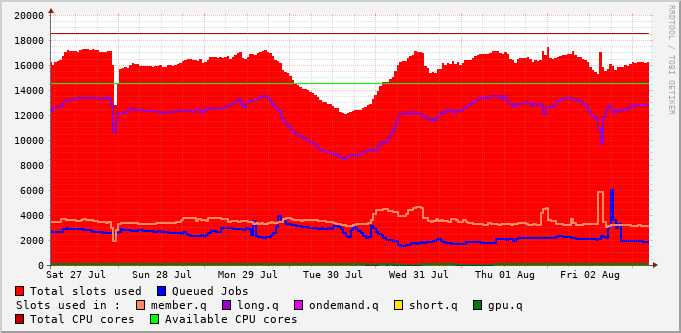 20000
18000
16000
14000
12000
10000
8000
6000
4000
2000
0
Sat 27 Jul Sun 28 Jul Mon 29 Jul Tue 30 Jul Wed 31 Jul Thu 01 Aug Fri 02 Aug
RRDTOOL / TOBI OETIKER
Total slots used Queued Jobs
Slots used in : member.q long.q ondemand.q short.q gpu.q
Total CPU cores Available CPU cores